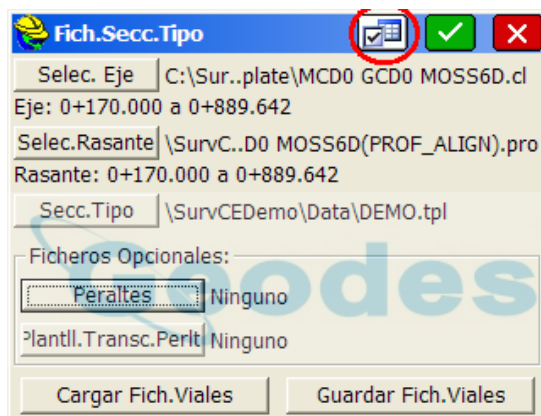 Fich.Secc.Tipo
Selec. Eje C:\Sur..plate\MCD0 GCD0 MOSS6D.cl
Eje: 0+170.000 a 0+889.642
Selec.Rasante \SurvC..D0 MOSS6D(PROF_ALIGN).pro
Rasante: 0+170.000 a 0+889.642
Secc.Tipo \SurvCEDemo\Data\DEMO.tpl
Ficheros Opcionales:
Peraltes Ninguno
Plantll.Transc.Perlt Ninguno
Geodes
Cargar Fich.Viales Guardar Fich.Viales